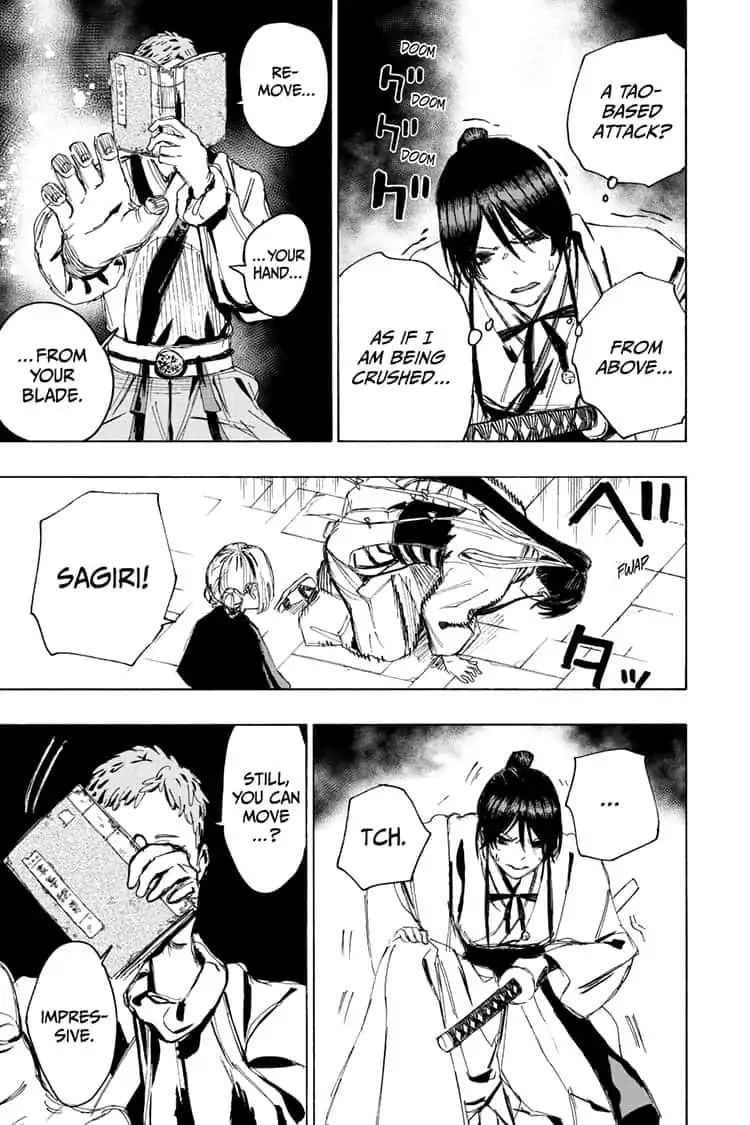 A TAO-
BASED
ATTACK?
DOOM
グ
DOOM
グ
DOOM
グ
FROM
ABOVE...
AS IF I
AM BEING
CRUSHED...
RE-
MOVE...
...YOUR
HAND...
...FROM
YOUR
BLADE.
べ
FWAP
タッ
SAGIRI!
...
TCH.
STILL,
YOU CAN
MOVE
...?
IMPRES-
SIVE.